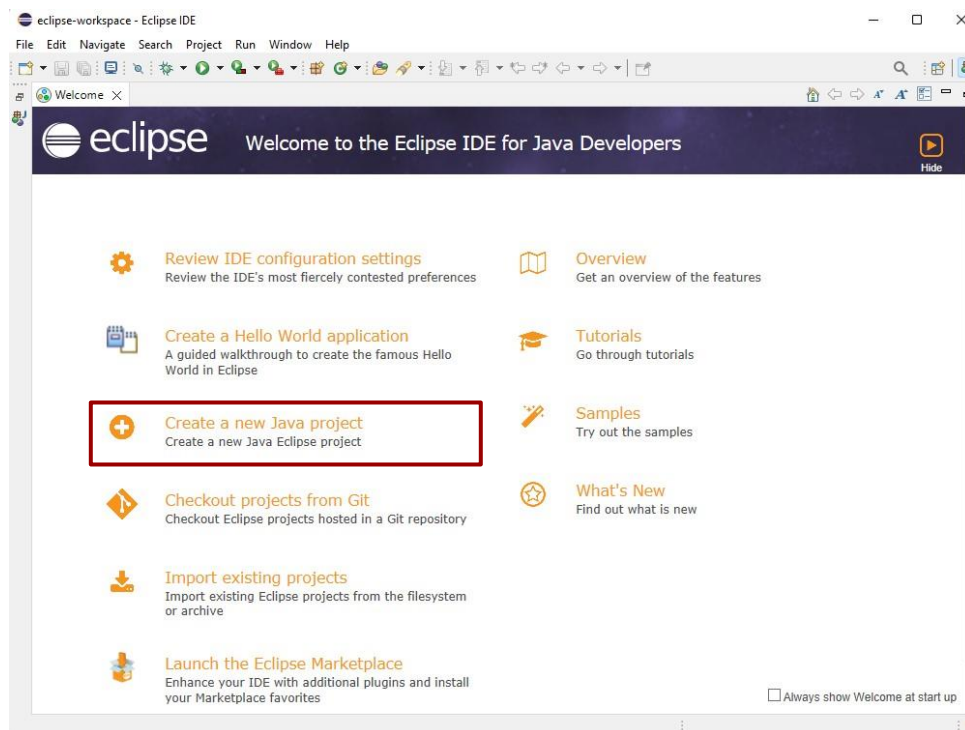 eclipse-workspace - Eclipse IDE
File Edit Navigate Search Project Run Window Help
Welcome
eclipse Welcome to the Eclipse IDE for Java Developers
Hide
Review IDE configuration settings
Review the IDE's most fiercely contested preferences
Create a Hello World application
A guided walkthrough to create the famous Hello
World in Eclipse
Create a new Java project
Create a new Java Eclipse project
Checkout projects from Git
Checkout Eclipse projects hosted in a Git repository
Import existing projects
Import existing Eclipse projects from the filesystem
or archive
Launch the Eclipse Marketplace
Enhance your IDE with additional plugins and install
your Marketplace favorites
Overview
Get an overview of the features
Tutorials
Go through tutorials
Samples
Try out the samples
What's New
Find out what is new
Always show Welcome at start up